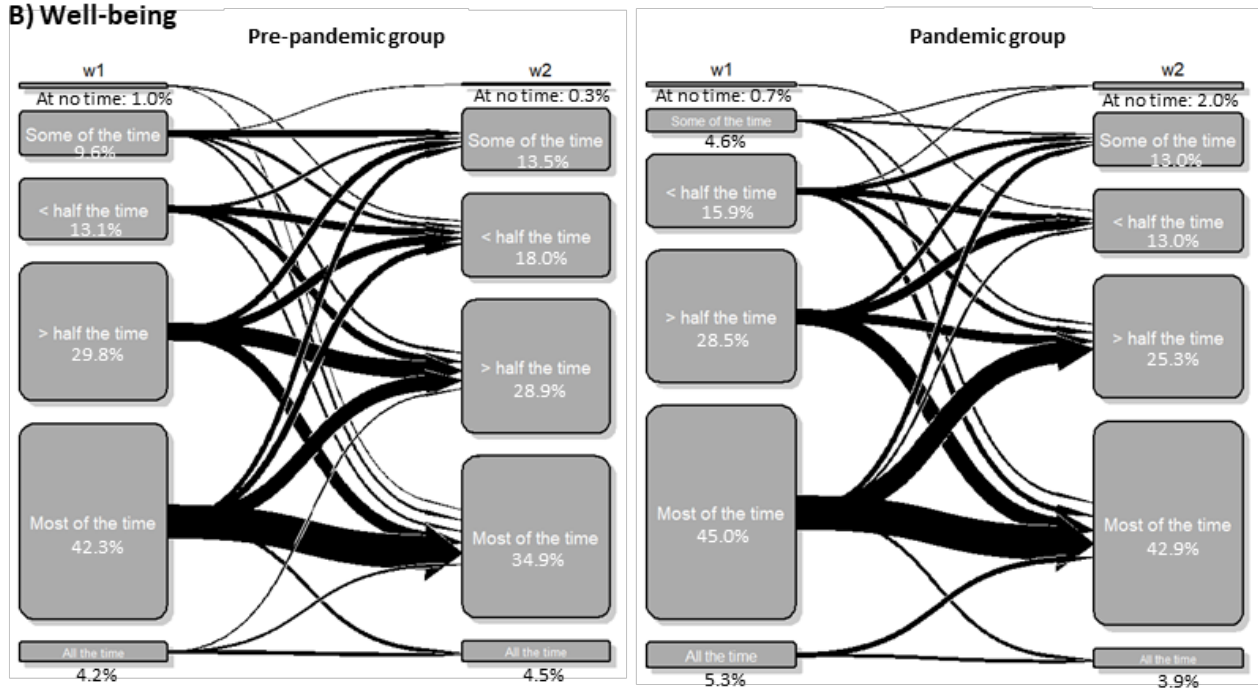 B) Well-being
Pre-pandemic group
w1
w2
At no time: 1.0%
At no time: 0.3%
Some of the time
9.6%
Some of the time
13.5%
< half the time
13.1%
< half the time
18.0%
> half the time
29.8%
> half the time
28.9%
Most of the time
42.3%
Most of the time
34.9%
All the time
4.2%
All the time
4.5%
Pandemic group
w1
w2
At no time: 0.7%
At no time: 2.0%
Some of the time
4.6%
Some of the time
13.0%
< half the time
15.9%
< half the time
13.0%
> half the time
28.5%
> half the time
25.3%
Most of the time
45.0%
Most of the time
42.9%
All the time
5.3%
All the time
3.9%